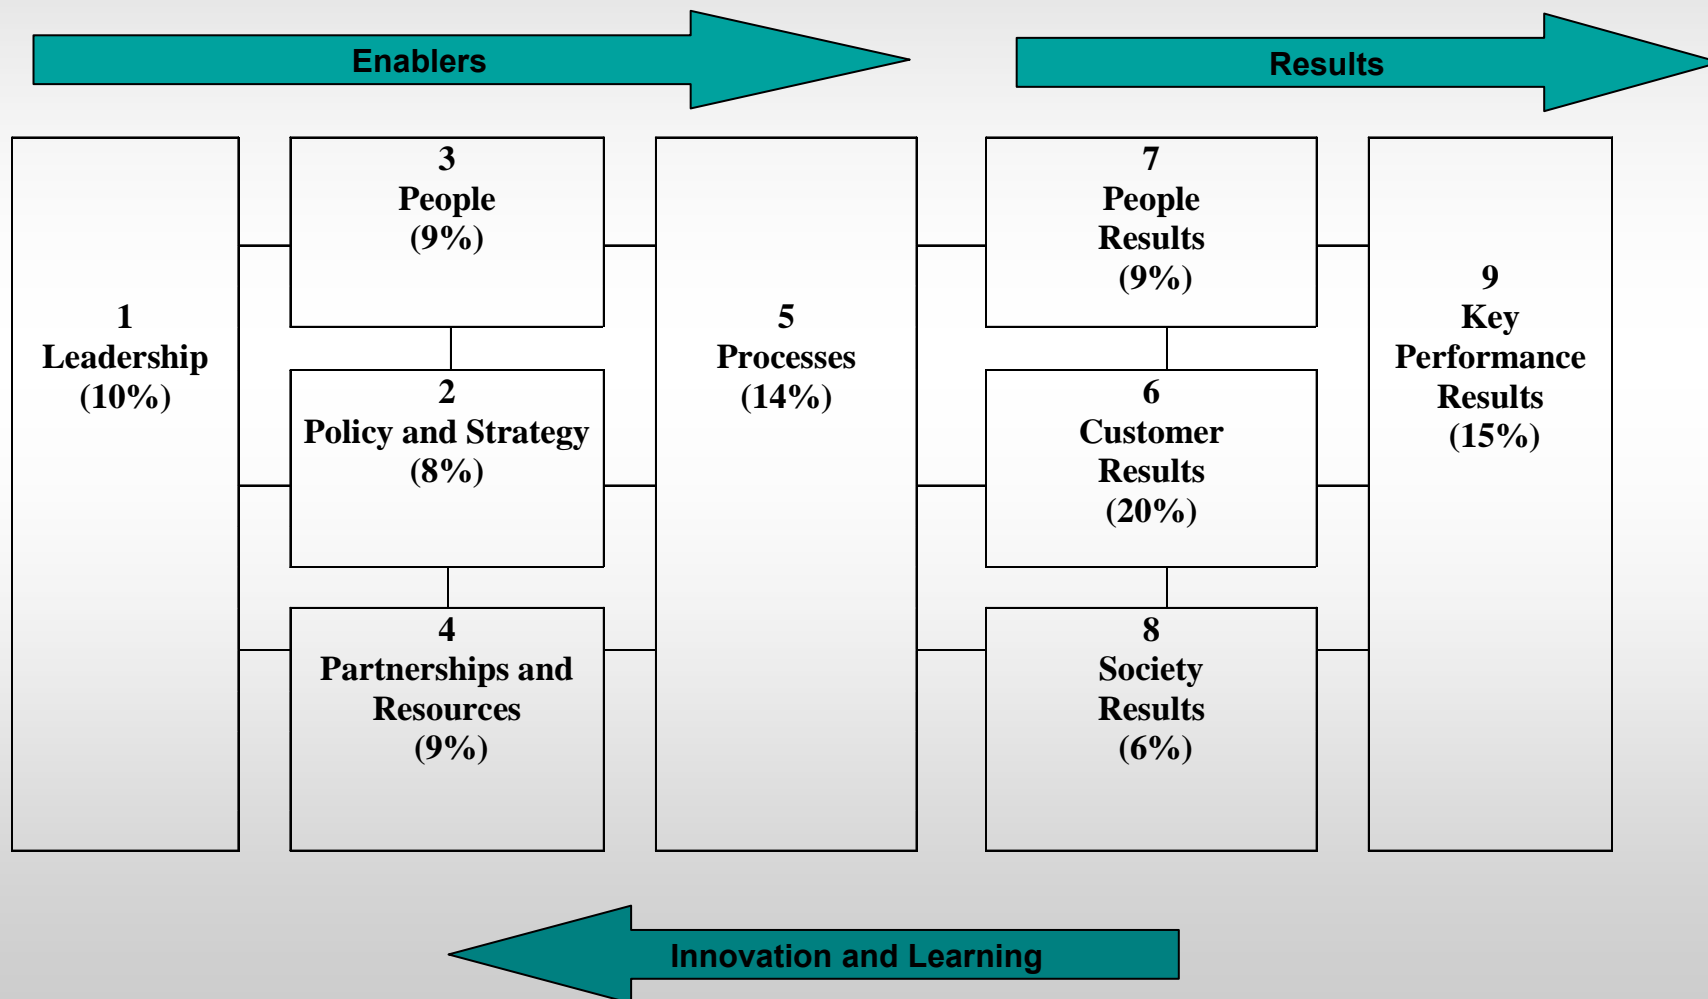 Enablers
Results
1
Leadership
(10%)
3
People
(9%)
2
Policy and Strategy
(8%)
4
Partnerships and
Resources
(9%)
5
Processes
(14%)
7
People
Results
(9%)
6
Customer
Results
(20%)
8
Society
Results
(6%)
9
Key
Performance
Results
(15%)
Innovation and Learning